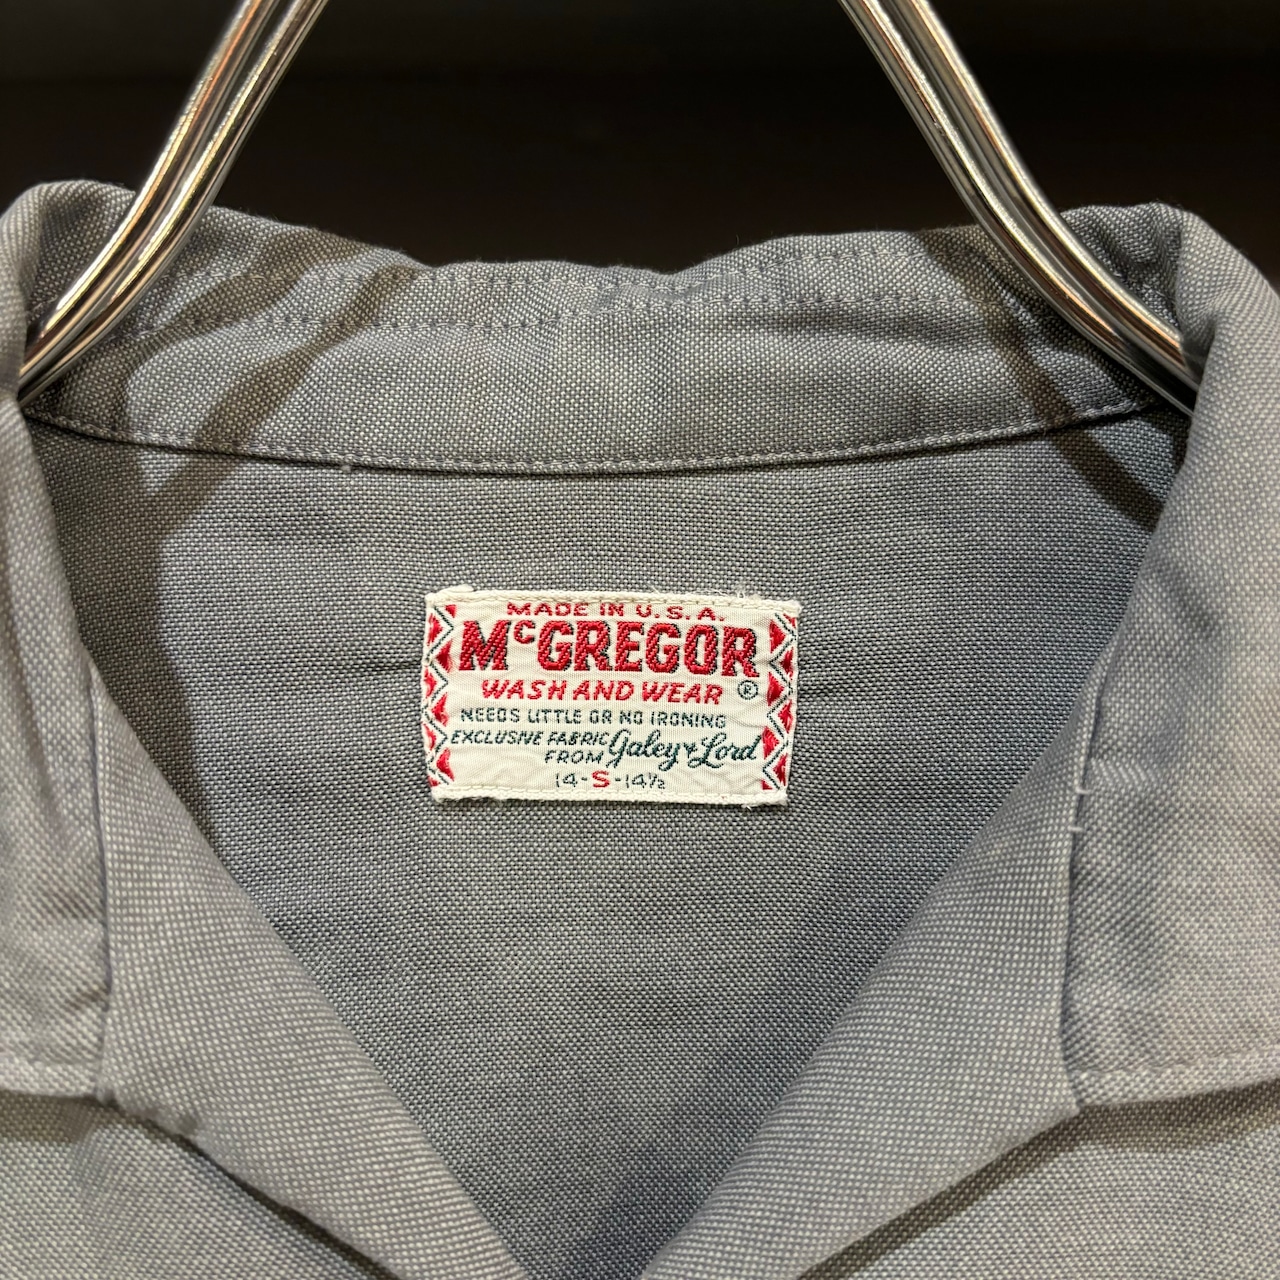 MADE IN U.S.A.
McGREGOR
WASH AND WEAR ®
NEEDS LITTLE OR NO IRONING
EXCLUSIVE FABRIC
FROM Galey & Lord
14-S-14½